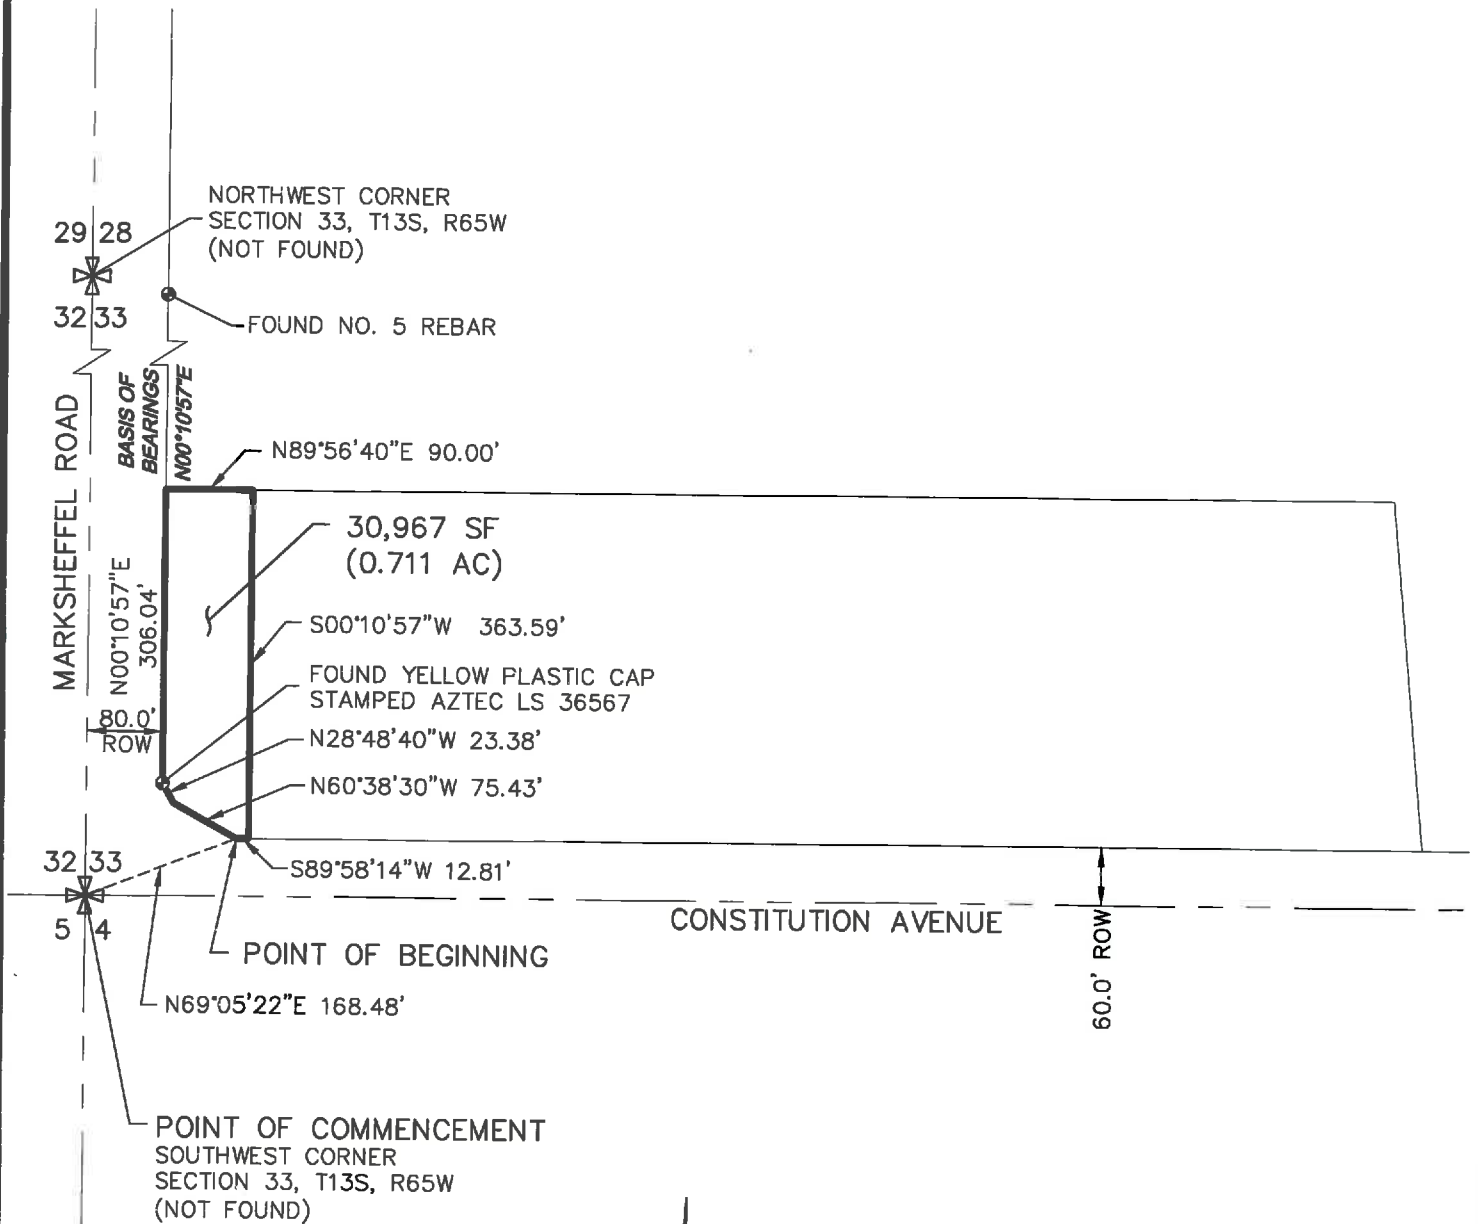 NORTHWEST CORNER
SECTION 33, T13S, R65W
(NOT FOUND)
29 28
32 33
FOUND NO. 5 REBAR
BASIS OF
BEARINGS
N00°10'57"E
MARKSHEFFEL ROAD
N89°56'40"E 90.00'
30,967 SF
(0.711 AC)
N00°10'57"E
306.04'
S00°10'57"W 363.59'
FOUND YELLOW PLASTIC CAP
STAMPED AZTEC LS 36567
80.0'
ROW
N28°48'40"W 23.38'
N60°38'30"W 75.43'
32 33
S89°58'14"W 12.81'
5 4
CONSTITUTION AVENUE
60.0' ROW
POINT OF BEGINNING
N69°05'22"E 168.48'
POINT OF COMMENCEMENT
SOUTHWEST CORNER
SECTION 33, T13S, R65W
(NOT FOUND)